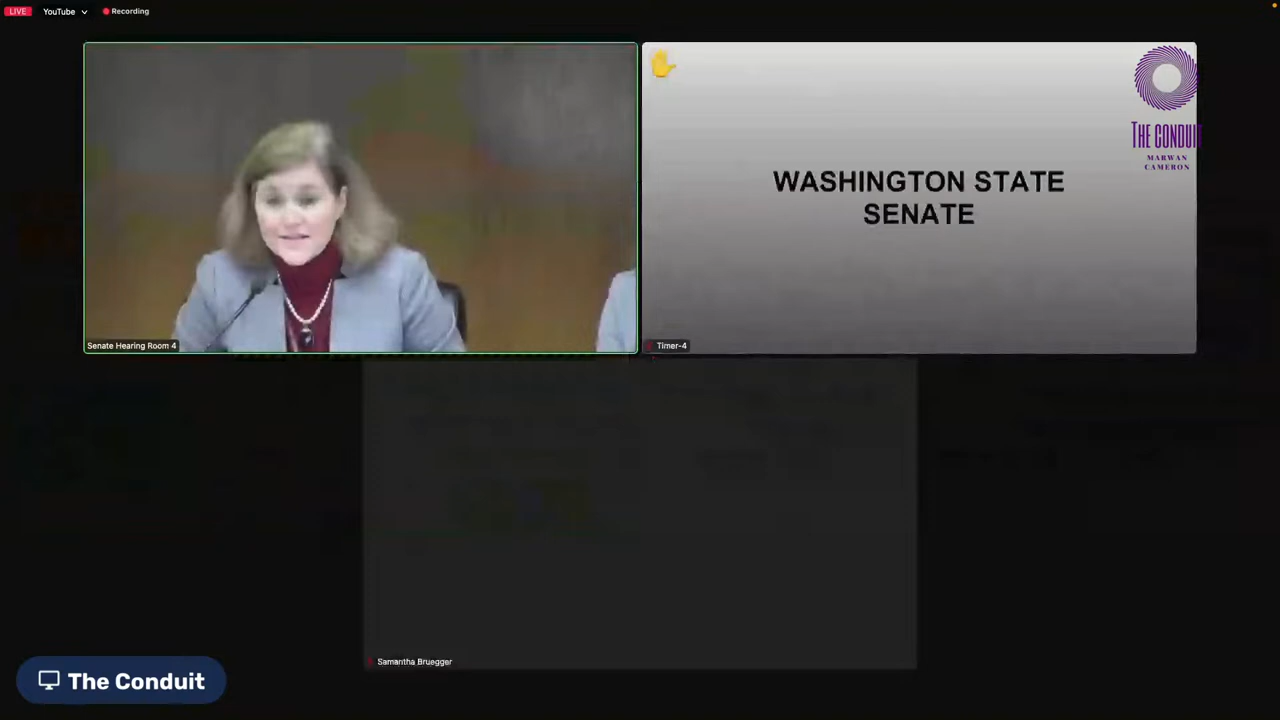 LIVE
YouTube
Recording
WASHINGTON STATE
SENATE
THE CONDUIT
MARWAN
CAMERON
Senate Hearing Room 4
Timer-4
Samantha Bruegger
The Conduit